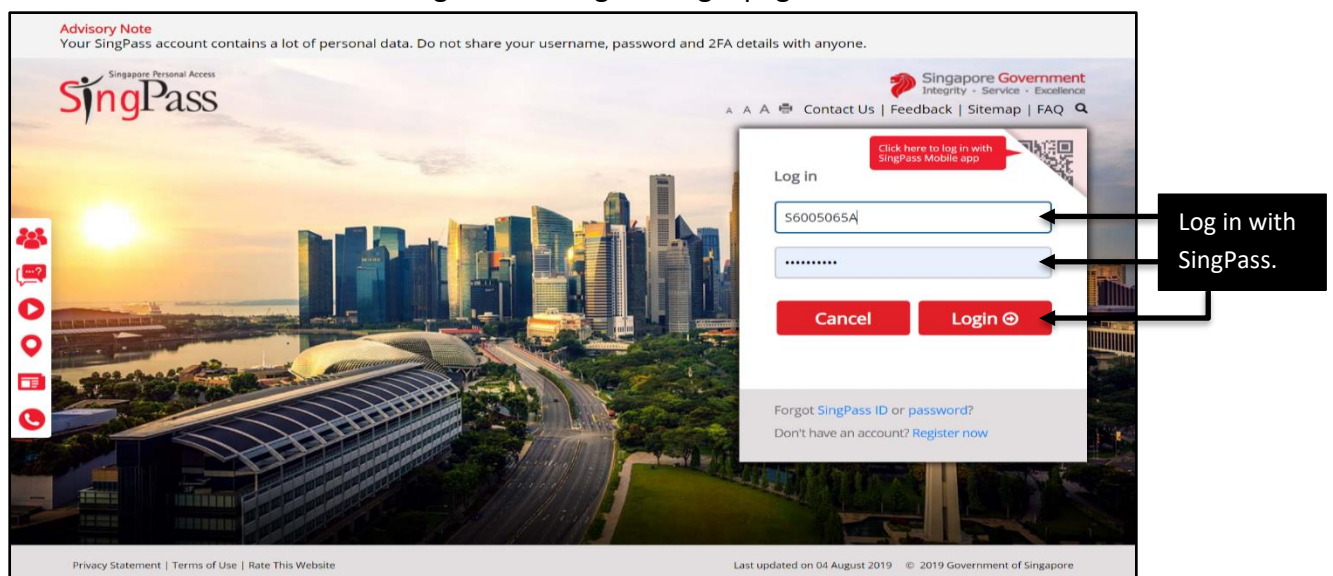 Advisory Note
Your SingPass account contains a lot of personal data. Do not share your username, password and 2FA details with anyone.
Singapore Personal Access
SingPass
Singapore Government
Integrity · Service · Excellence
A A A Contact Us | Feedback | Sitemap | FAQ
Click here to log in with
SingPass Mobile app
Log in
S6005065A
••••••••••
Cancel
Login
Log in with
SingPass.
Forgot SingPass ID or password?
Don't have an account? Register now
Privacy Statement | Terms of Use | Rate This Website
Last updated on 04 August 2019 © 2019 Government of Singapore